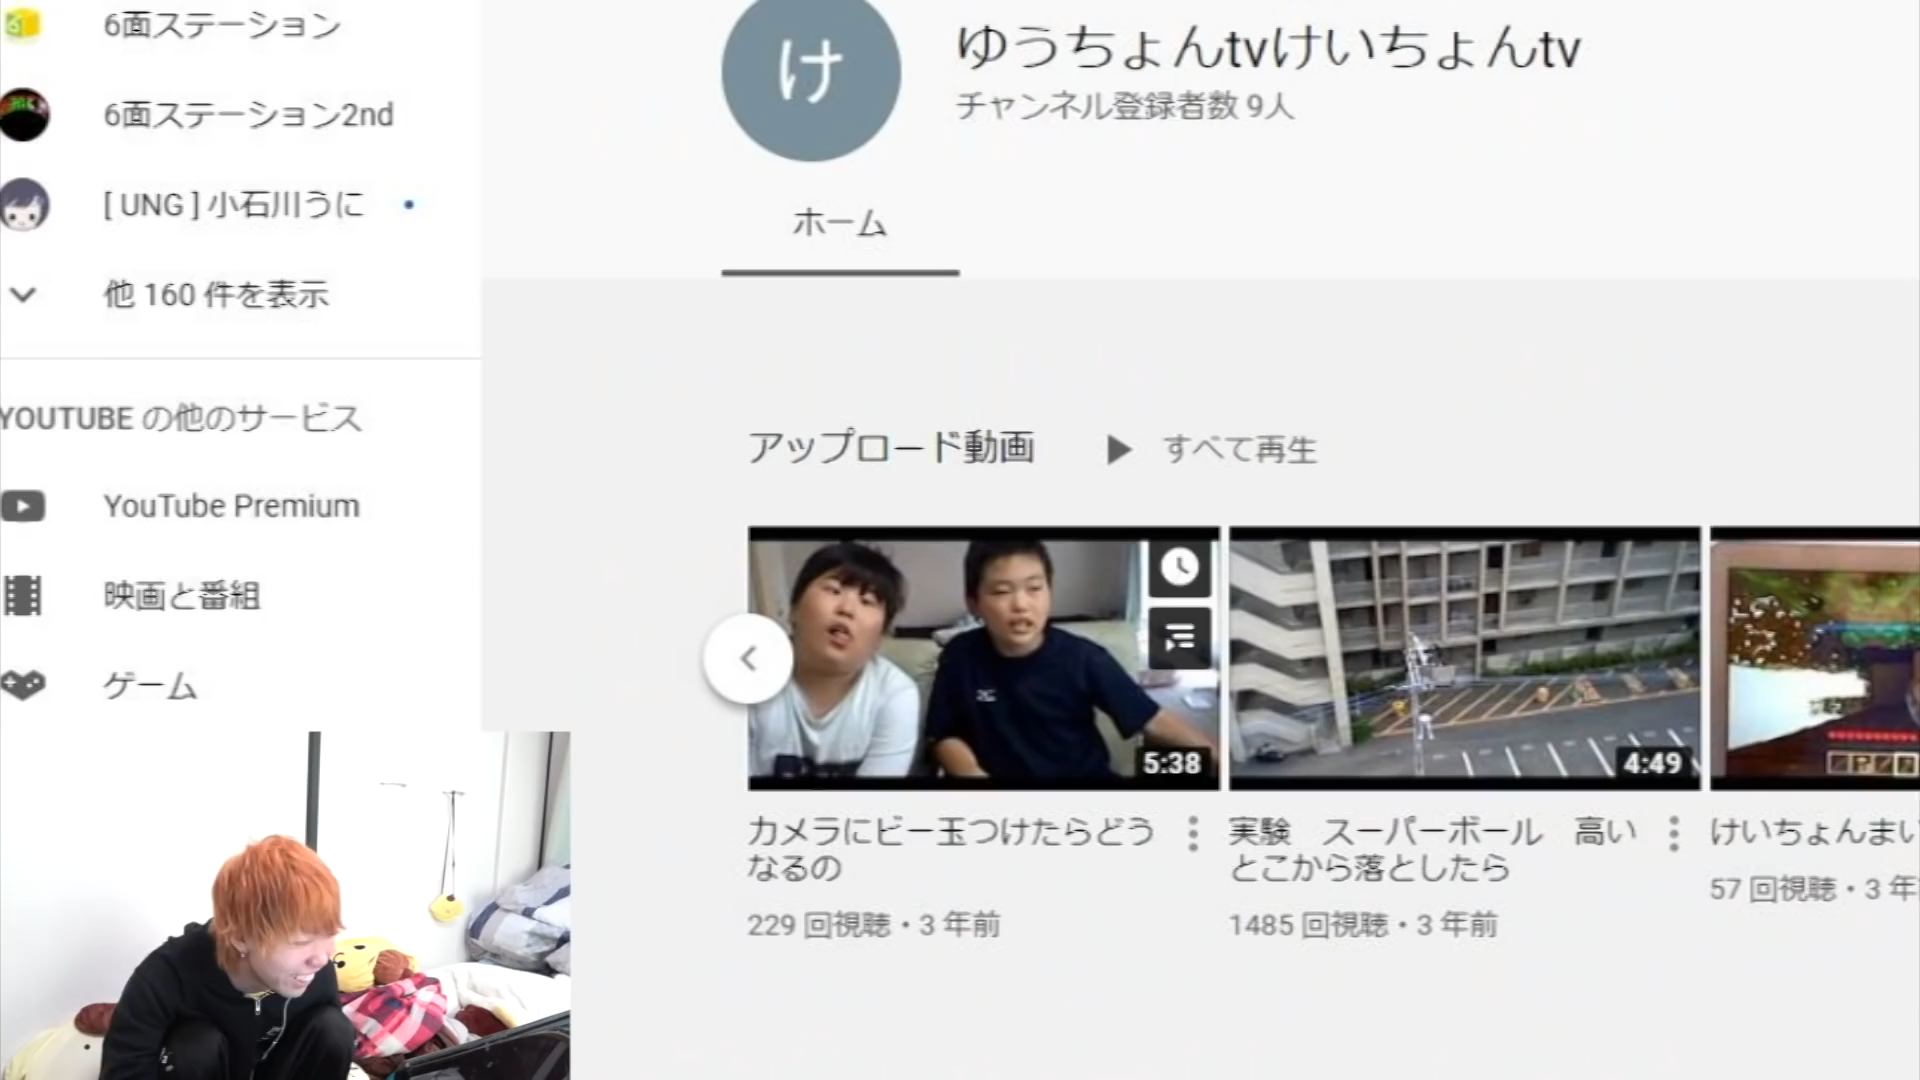 6面ステーション
6面ステーション2nd
[ UNG ] 小石川うに
他 160 件を表示
YOUTUBE の他のサービス
YouTube Premium
映画と番組
ゲーム
け
ゆうちょんtvけいちょんtv
チャンネル登録者数 9人
ホーム
アップロード動画
すべて再生
5:38
4:49
カメラにビー玉つけたらどう
なるの
229 回視聴・3 年前
実験　スーパーボール　高い
とこから落としたら
1485 回視聴・3 年前
けいちょんまい
57 回視聴・3 年